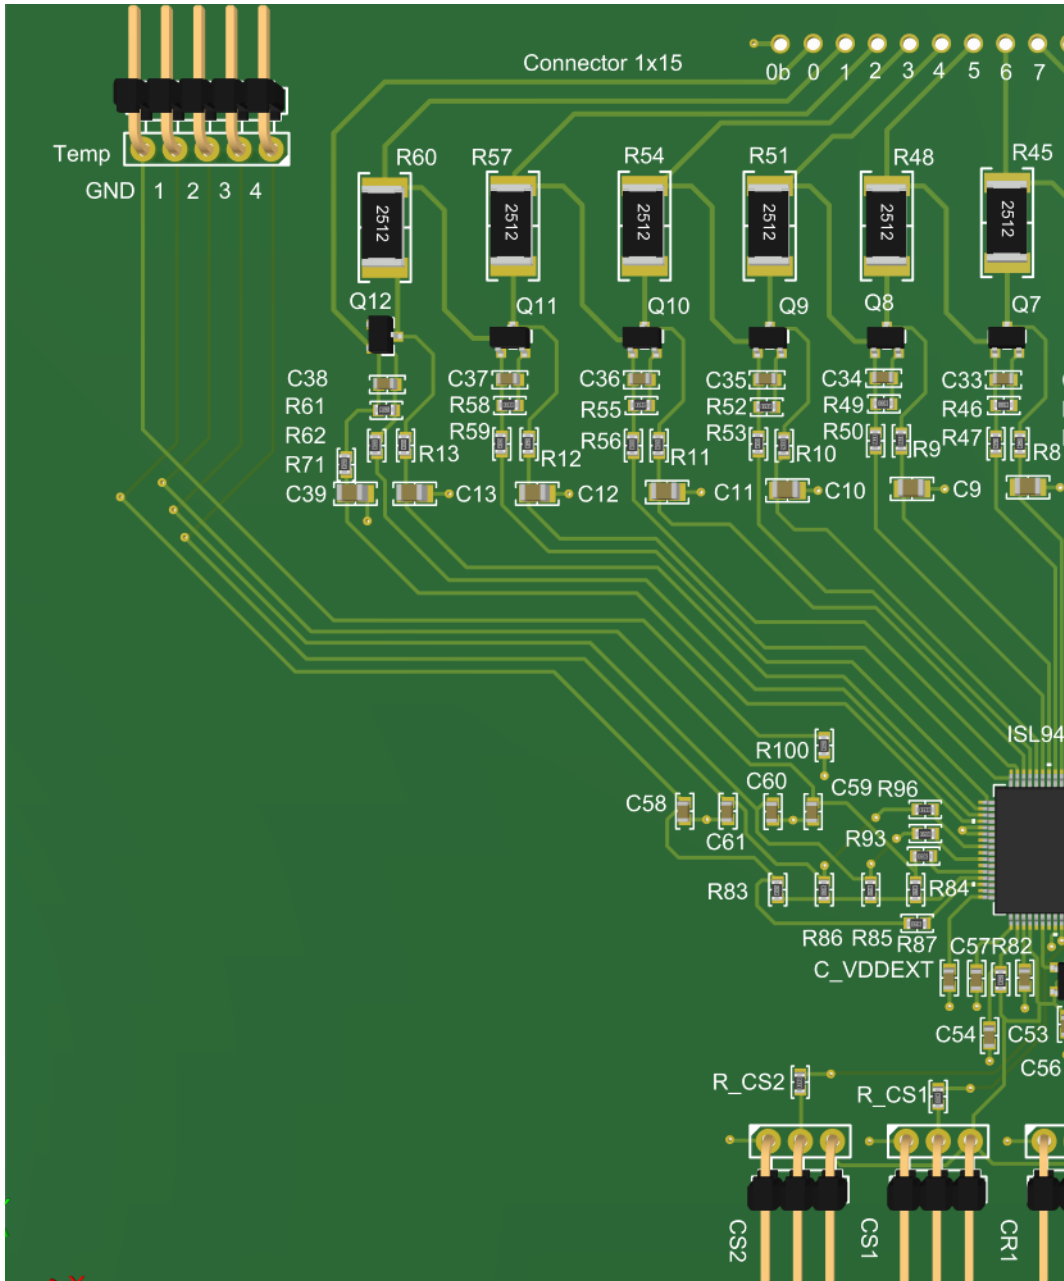 Connector 1x15
0b 0 1 2 3 4 5 6 7
Temp
GND 1 2 3 4
R60 R57 R54 R51 R48 R45
2512 2512 2512 2512 2512 2512
Q12 Q11 Q10 Q9 Q8 Q7
C38 C37 C36 C35 C34 C33
R61 R58 R55 R52 R49 R46
R62 R13 R59 R12 R56 R11 R53 R10 R50 R9 R47 R8
R71
C39 C13 C12 C11 C10 C9
ISL94
R100
C60 C59 R96
C58 C61 R93
R83 R84
R86 R85 R87 C57 R82
C_VDDEXT
C54 C53
C56
R_CS2 R_CS1
CS2 CS1 CR1